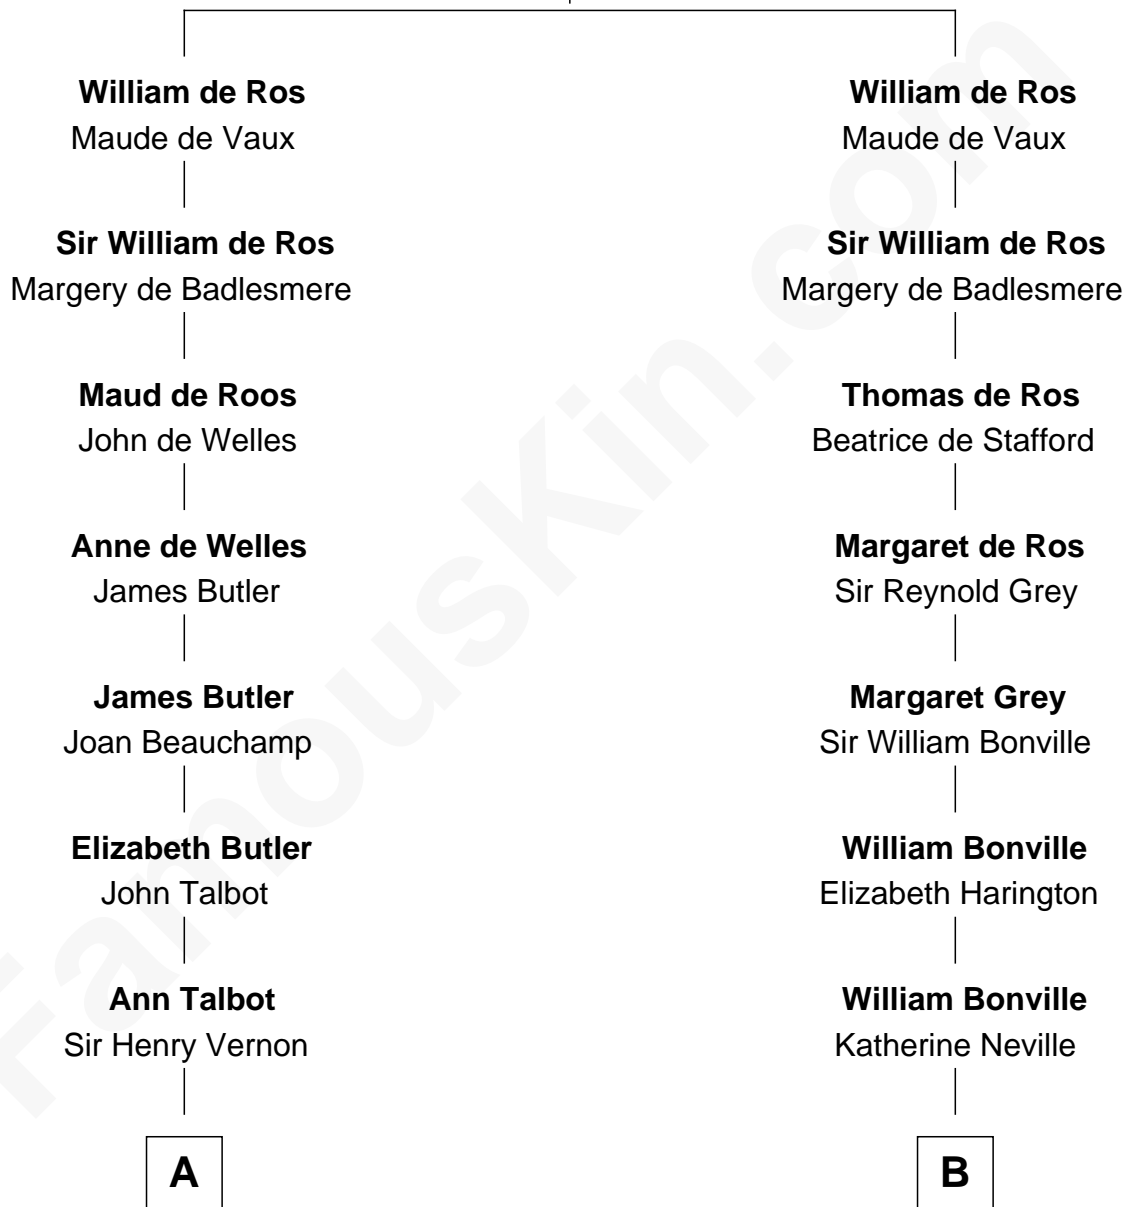 William de Ros
Maude de Vaux
Sir William de Ros
Margery de Badlesmere
Maud de Roos
John de Welles
Anne de Welles
James Butler
James Butler
Joan Beauchamp
Elizabeth Butler
John Talbot
Ann Talbot
Sir Henry Vernon
A
William de Ros
Maude de Vaux
Sir William de Ros
Margery de Badlesmere
Thomas de Ros
Beatrice de Stafford
Margaret de Ros
Sir Reynold Grey
Margaret Grey
Sir William Bonville
William Bonville
Elizabeth Harington
William Bonville
Katherine Neville
B
FamousKin.com